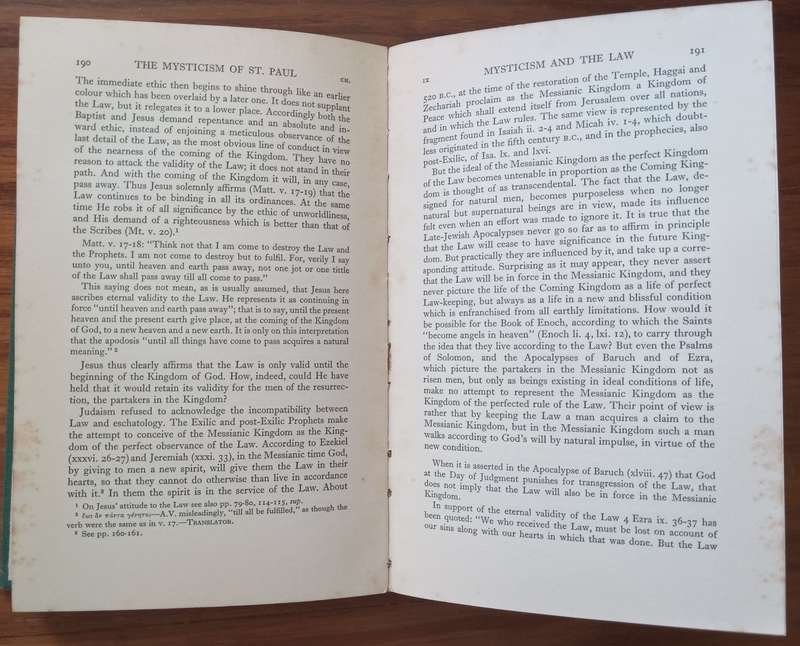 190 THE MYSTICISM OF ST. PAUL CH.
The immediate ethic then begins to shine through like an earlier
colour which has been overlaid by a later one. It does not supplant
the Law, but it relegates it to a lower place. Accordingly both the
Baptist and Jesus demand repentance and an absolute and in-
ward ethic, instead of enjoining a meticulous observance of the
last detail of the Law, as the most obvious line of conduct in view
of the nearness of the coming of the Kingdom. They have no
reason to attack the validity of the Law; it does not stand in their
path. And with the coming of the Kingdom it will, in any case,
pass away. Thus Jesus solemnly affirms (Matt. v. 17-19) that the
Law continues to be binding in all its ordinances. At the same
time He robs it of all significance by the ethic of unworldliness,
and His demand of a righteousness which is better than that of
the Scribes (Mt. v. 20).¹
Matt. v. 17-18: “Think not that I am come to destroy the Law and
the Prophets. I am not come to destroy but to fulfil. For, verily I say
unto you, until heaven and earth pass away, not one jot or one tittle
of the Law shall pass away till all come to pass.”
This saying does not mean, as is usually assumed, that Jesus here
ascribes eternal validity to the Law. He represents it as continuing in
force “until heaven and earth pass away”; that is to say, until the present
heaven and the present earth give place, at the coming of the Kingdom
of God, to a new heaven and a new earth. It is only on this interpretation
that the apodosis “until all things have come to pass acquires a natural
meaning.” ²
Jesus thus clearly affirms that the Law is only valid until the
beginning of the Kingdom of God. How, indeed, could He have
held that it would retain its validity for the men of the resurrec-
tion, the partakers in the Kingdom?
Judaism refused to acknowledge the incompatibility between
Law and eschatology. The Exilic and post-Exilic Prophets make
the attempt to conceive of the Messianic Kingdom as the King-
dom of the perfect observance of the Law. According to Ezekiel
(xxxvi. 26-27) and Jeremiah (xxxi. 33), in the Messianic time God,
by giving to men a new spirit, will give them the Law in their
hearts, so that they cannot do otherwise than live in accordance
with it.³ In them the spirit is in the service of the Law. About
¹ On Jesus’ attitude to the Law see also pp. 79-80, 114-115, sup.
² ἕως ἂν πάντα γένηται.—A.V. misleadingly, “till all be fulfilled,” as though the
verb were the same as in v. 17.—TRANSLATOR.
³ See pp. 160-161.
IX MYSTICISM AND THE LAW 191
520 B.C., at the time of the restoration of the Temple, Haggai and
Zechariah proclaim as the Messianic Kingdom a Kingdom of
Peace which shall extend itself from Jerusalem over all nations,
and in which the Law rules. The same view is represented by the
fragment found in Isaiah ii. 2-4 and Micah iv. 1-4, which doubt-
less originated in the fifth century B.C., and in the prophecies, also
post-Exilic, of Isa. lx. and lxvi.
But the ideal of the Messianic Kingdom as the perfect Kingdom
of the Law becomes untenable in proportion as the Coming King-
dom is thought of as transcendental. The fact that the Law, de-
signed for natural men, becomes purposeless when no longer
natural but supernatural beings are in view, made its influence
felt even when an effort was made to ignore it. It is true that the
Late-Jewish Apocalypses never go so far as to affirm in principle
that the Law will cease to have significance in the future King-
dom. But practically they are influenced by it, and take up a corre-
sponding attitude. Surprising as it may appear, they never assert
that the Law will be in force in the Messianic Kingdom, and they
never picture the life of the Coming Kingdom as a life of perfect
Law-keeping, but always as a life in a new and blissful condition
which is enfranchised from all earthly limitations. How would it
be possible for the Book of Enoch, according to which the Saints
“become angels in heaven” (Enoch li. 4, lxi. 12), to carry through
the idea that they live according to the Law? But even the Psalms
of Solomon, and the Apocalypses of Baruch and of Ezra,
which picture the partakers in the Messianic Kingdom not as
risen men, but only as beings existing in ideal conditions of life,
make no attempt to represent the Messianic Kingdom as the
Kingdom of the perfect rule of the Law. Their point of view is
rather that by keeping the Law a man acquires a claim to the
Messianic Kingdom, but in the Messianic Kingdom such a man
walks according to God’s will by natural impulse, in virtue of the
new condition.
When it is asserted in the Apocalypse of Baruch (xlviii. 47) that God
at the Day of Judgment punishes for transgression of the Law, that
does not imply that the Law will also be in force in the Messianic
Kingdom.
In support of the eternal validity of the Law 4 Ezra ix. 36-37 has
been quoted: “We who received the Law, must be lost on account of
our sins along with our hearts in which that was done. But the Law